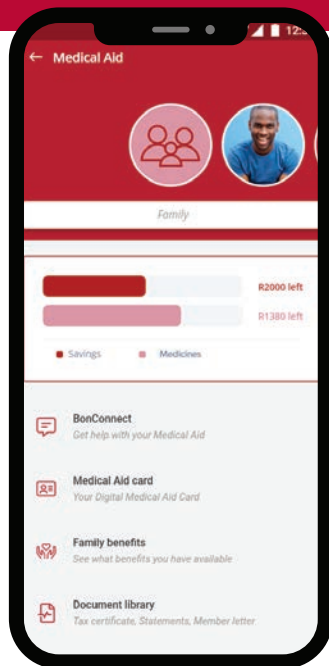 12:3
← Medical Aid
Family
R2000 left
R1380 left
Savings Medicines
BonConnect
Get help with your Medical Aid
Medical Aid card
Your Digital Medical Aid Card
Family benefits
See what benefits you have available
Document library
Tax certificate, Statements, Member letter